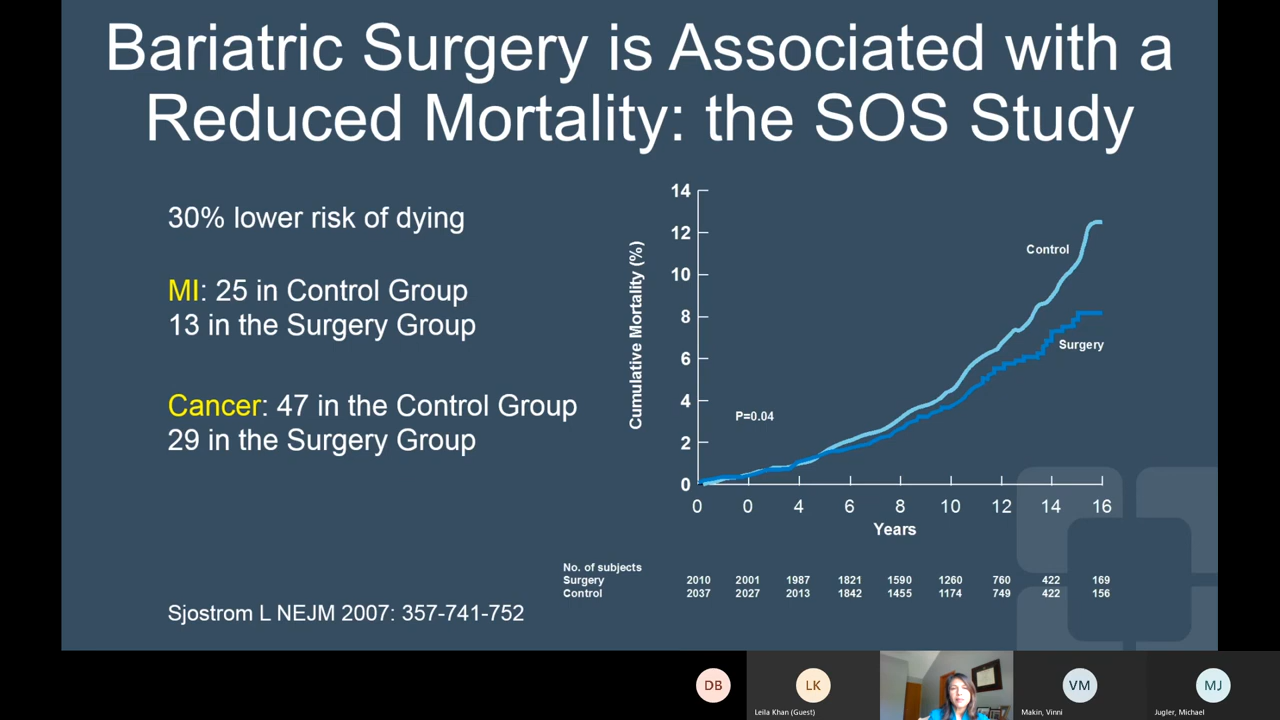 Bariatric Surgery is Associated with a
Reduced Mortality: the SOS Study
30% lower risk of dying
MI: 25 in Control Group
13 in the Surgery Group
Cancer: 47 in the Control Group
29 in the Surgery Group
Sjostrom L NEJM 2007: 357-741-752
Cumulative Mortality (%)
14
12
10
8
6
4
2
0
Control
Surgery
P=0.04
0 0 4 6 8 10 12 14 16
Years
No. of subjects
Surgery 2010 2001 1987 1821 1590 1260 760 422 169
Control 2037 2027 2013 1842 1455 1174 749 422 156
DB
LK
Leila Khan (Guest)
VM
Makin, Vinni
MJ
Jugler, Michael